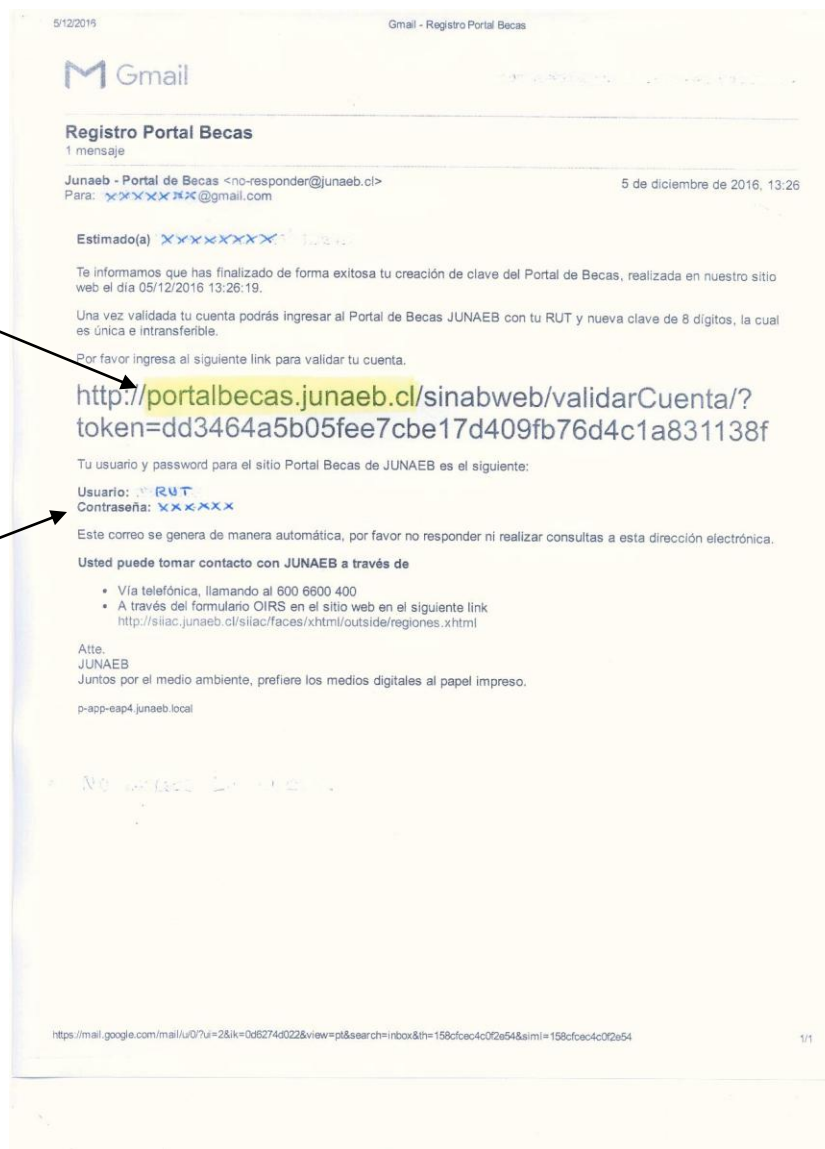 5/12/2016 Gmail - Registro Portal Becas
Gmail
Registro Portal Becas
1 mensaje
Junaeb - Portal de Becas <no-responder@junaeb.cl> 5 de diciembre de 2016, 13:26
Para: xxxxxxx@gmail.com
Estimado(a) xxxxxxxx
Te informamos que has finalizado de forma exitosa tu creación de clave del Portal de Becas, realizada en nuestro sitio
web el día 05/12/2016 13:26:19.
Una vez validada tu cuenta podrás ingresar al Portal de Becas JUNAEB con tu RUT y nueva clave de 8 dígitos, la cual
es única e intransferible.
Por favor ingresa al siguiente link para validar tu cuenta.
http://portalbecas.junaeb.cl/sinabweb/validarCuenta/?
token=dd3464a5b05fee7cbe17d409fb76d4c1a831138f
Tu usuario y password para el sitio Portal Becas de JUNAEB es el siguiente:
Usuario: RUT
Contraseña: xxxxxx
Este correo se genera de manera automática, por favor no responder ni realizar consultas a esta dirección electrónica.
Usted puede tomar contacto con JUNAEB a través de
• Vía telefónica, llamando al 600 6600 400
• A través del formulario OIRS en el sitio web en el siguiente link
http://siiac.junaeb.cl/siiac/faces/xhtml/outside/regiones.xhtml
Atte.
JUNAEB
Juntos por el medio ambiente, prefiere los medios digitales al papel impreso.
p-app-eap4.junaeb.local
No
https://mail.google.com/mail/u/0/?ui=2&ik=0d6274d022&view=pt&search=inbox&th=158cfcec4c0f2e54&siml=158cfcec4c0f2e54 1/1